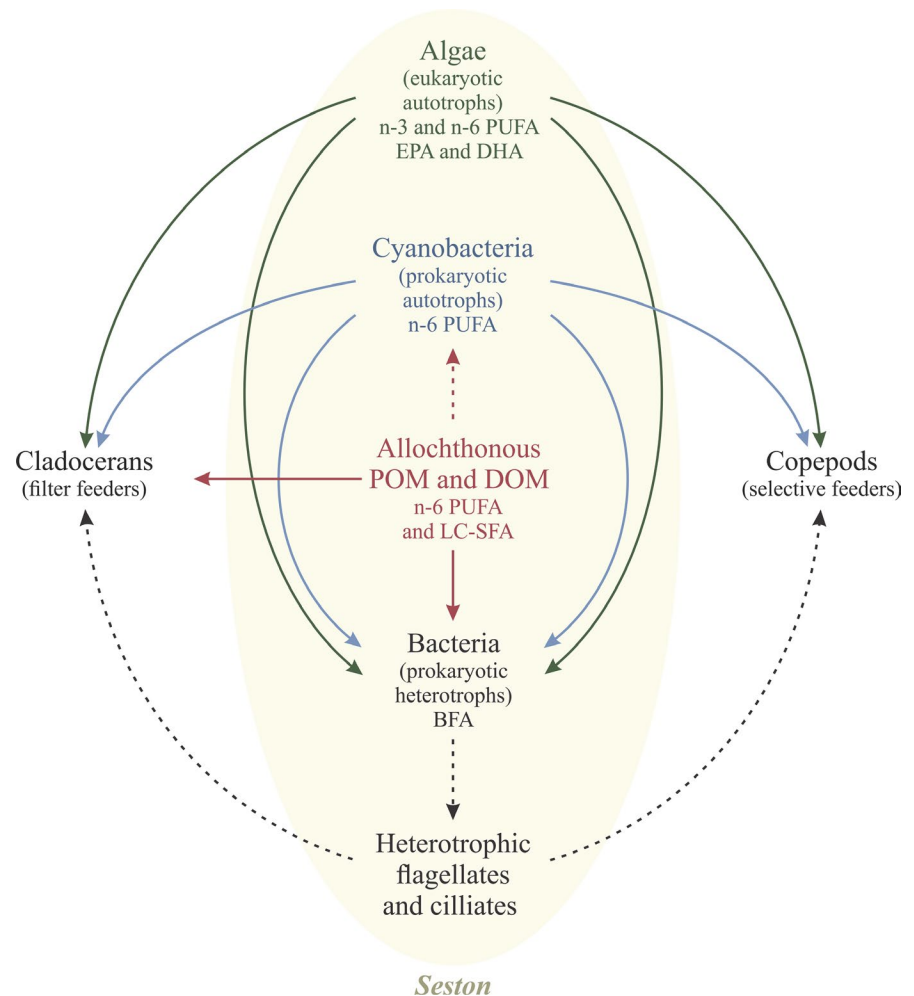 Algae
(eukaryotic
autotrophs)
n-3 and n-6 PUFA
EPA and DHA
Cyanobacteria
(prokaryotic
autotrophs)
n-6 PUFA
Allochthonous
POM and DOM
n-6 PUFA
and LC-SFA
Cladocerans
(filter feeders)
Copepods
(selective feeders)
Bacteria
(prokaryotic
heterotrophs)
BFA
Heterotrophic
flagellates
and cilliates
Seston